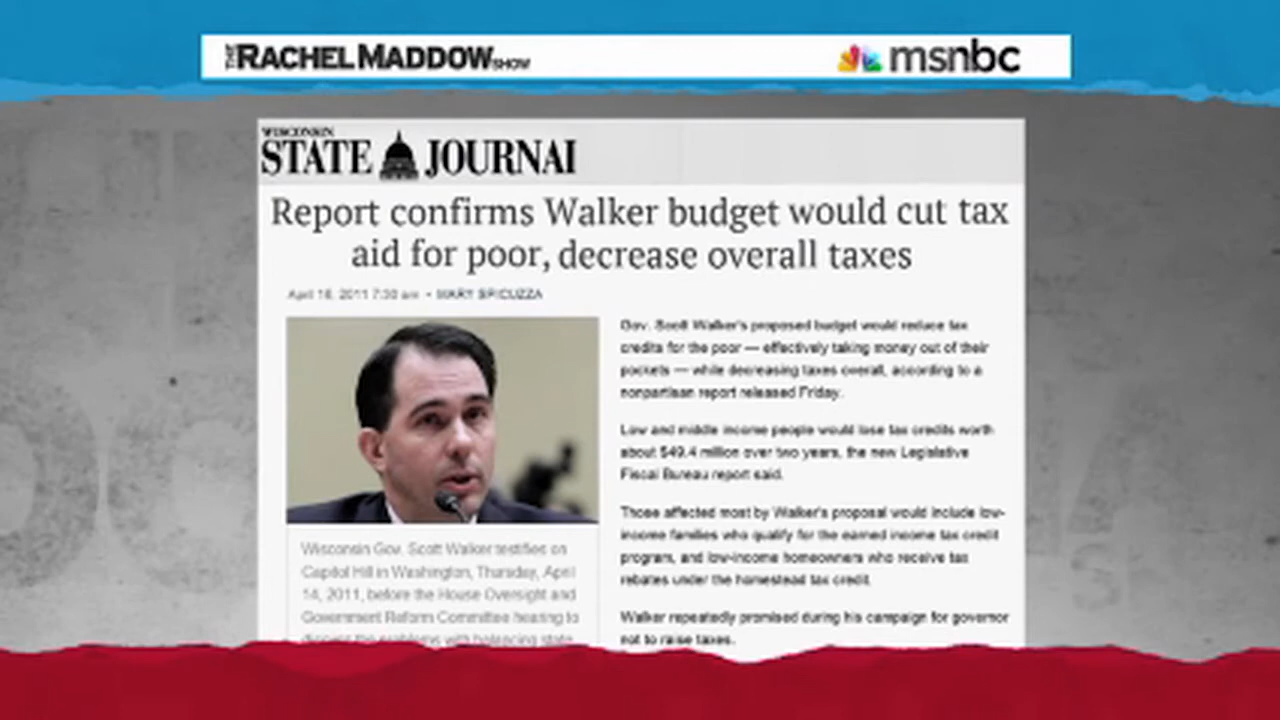 THE RACHEL MADDOW SHOW
msnbc
WISCONSIN
STATE JOURNAL
Report confirms Walker budget would cut tax
aid for poor, decrease overall taxes
2011 7:30 am • MARY SPICUZZA
Gov. Scott Walker's proposed budget would reduce tax
credits for the poor — effectively taking money out of their
pockets — while decreasing taxes overall, according to a
nonpartisan report released Friday.
Low and middle income people would lose tax credits worth
about $49.4 million over two years, the new Legislative
Fiscal Bureau report said.
Those affected most by Walker's proposal would include low-
income families who qualify for the earned income tax credit
program, and low-income homeowners who receive tax
rebates under the homestead tax credit.
Walker repeatedly promised during his campaign for governor
not to raise taxes.
Wisconsin Gov. Scott Walker testifies on
Capitol Hill in Washington, Thursday, April
14, 2011, before the House Oversight and
Government Reform Committee hearing to
discuss the problems with balancing state